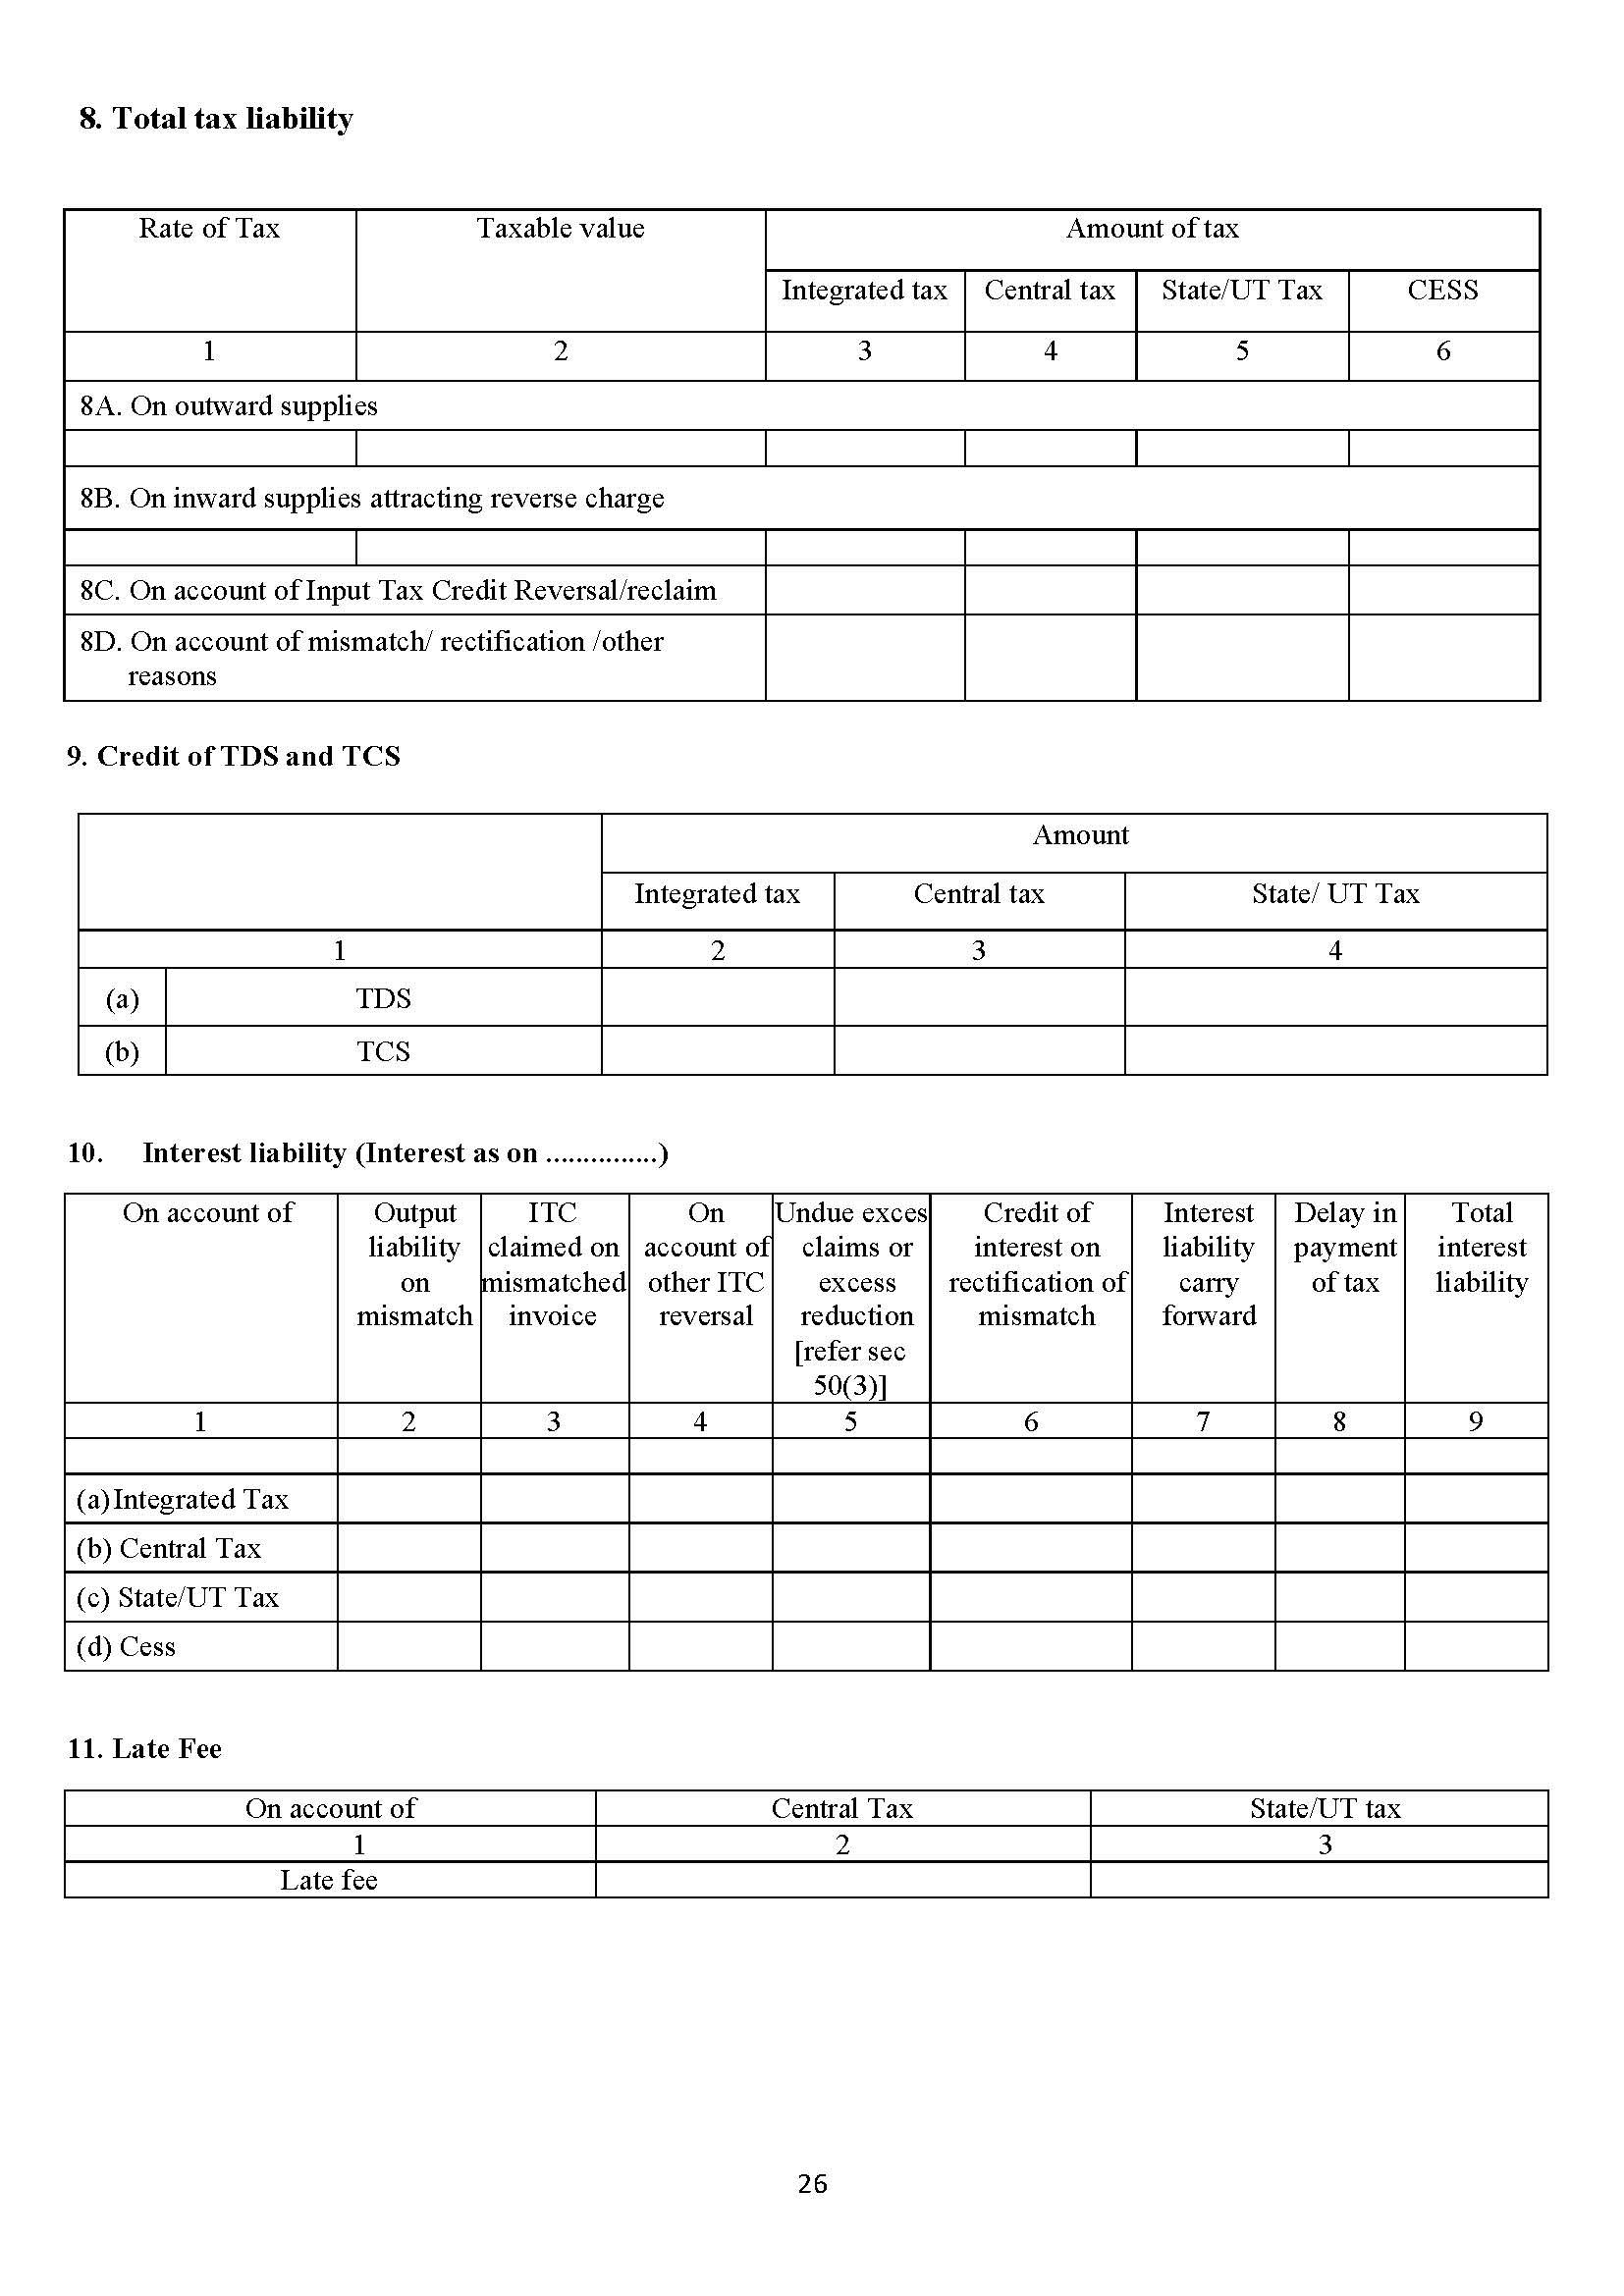 8. Total tax liability
Rate of Tax Taxable value Amount of tax
Integrated tax Central tax State/UT Tax CESS
1 2 3 4 5 6
8A. On outward supplies
8B. On inward supplies attracting reverse charge
8C. On account of Input Tax Credit Reversal/reclaim
8D. On account of mismatch/ rectification /other
reasons
9. Credit of TDS and TCS
Amount
Integrated tax Central tax State/ UT Tax
1 2 3 4
(a) TDS
(b) TCS
10. Interest liability (Interest as on ...............)
On account of Output ITC On Undue exces Credit of Interest Delay in Total
liability claimed on account of claims or interest on liability payment interest
on mismatched other ITC excess rectification of carry of tax liability
mismatch invoice reversal reduction mismatch forward
[refer sec
50(3)]
1 2 3 4 5 6 7 8 9
(a) Integrated Tax
(b) Central Tax
(c) State/UT Tax
(d) Cess
11. Late Fee
On account of Central Tax State/UT tax
1 2 3
Late fee
26